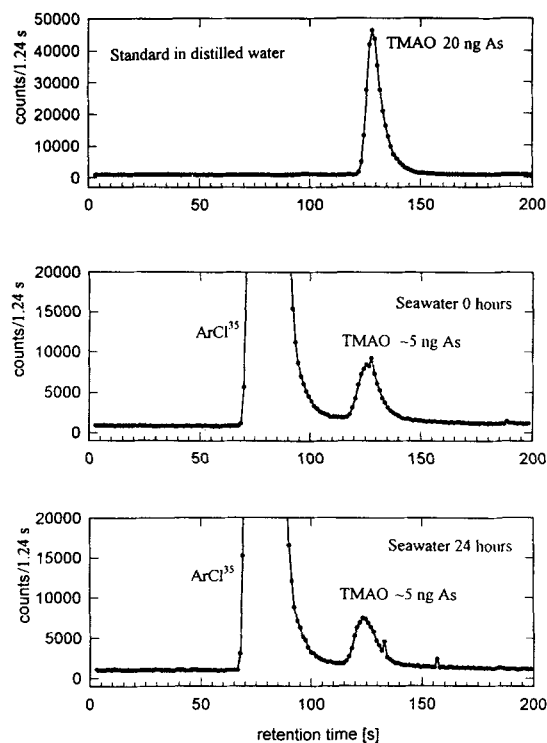 50000
40000
30000
20000
10000
0
counts/1.24 s
Standard in distilled water
TMAO 20 ng As
0 50 100 150 200
20000
15000
10000
5000
0
counts/1.24 s
ArCl³⁵
Seawater 0 hours
TMAO ~5 ng As
0 50 100 150 200
20000
15000
10000
5000
0
counts/1.24 s
ArCl³⁵
Seawater 24 hours
TMAO ~5 ng As
0 50 100 150 200
retention time [s]